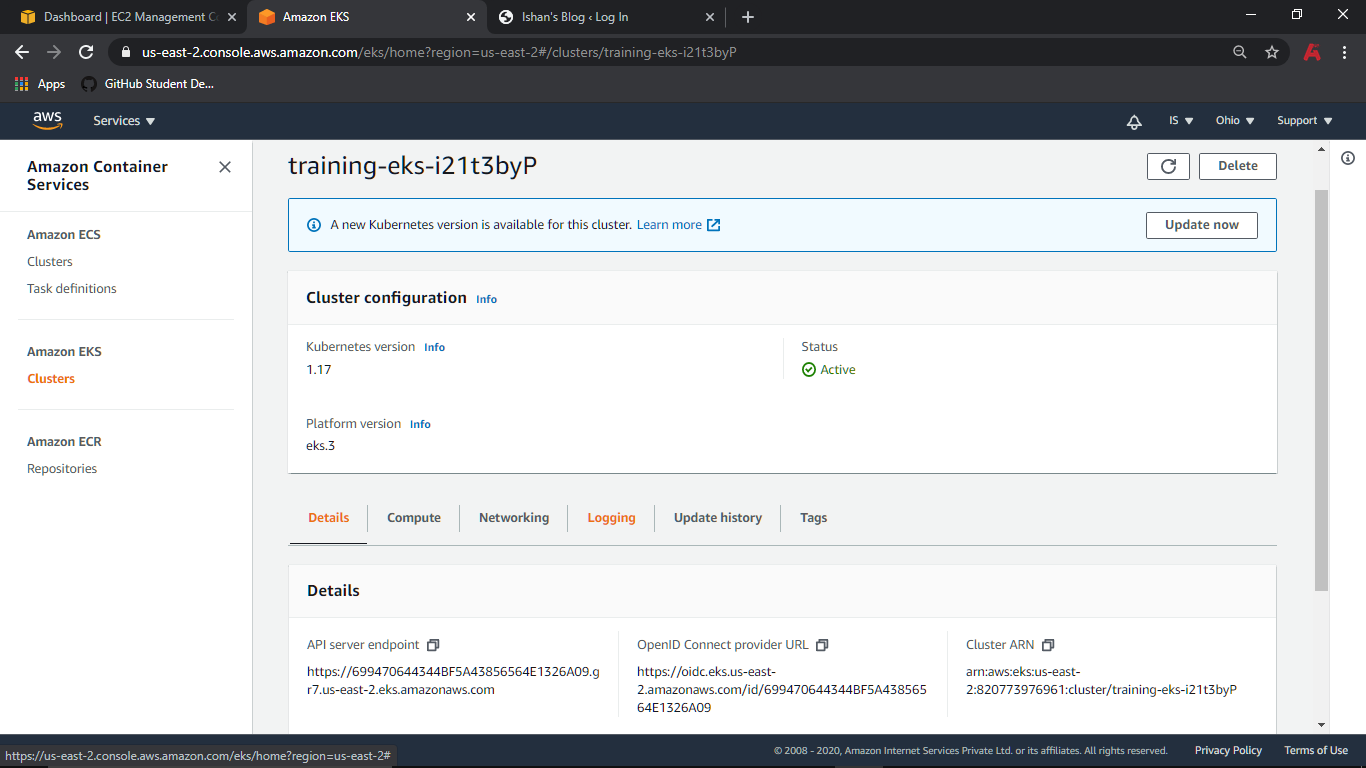 Dashboard | EC2 Management C
Amazon EKS
Ishan's Blog ‹ Log In
us-east-2.console.aws.amazon.com/eks/home?region=us-east-2#/clusters/training-eks-i21t3byP
Apps
GitHub Student De...
aws
Services
IS
Ohio
Support
Amazon Container
Services
Amazon ECS
Clusters
Task definitions
Amazon EKS
Clusters
Amazon ECR
Repositories
training-eks-i21t3byP
Delete
A new Kubernetes version is available for this cluster. Learn more
Update now
Cluster configuration Info
Kubernetes version Info
1.17
Status
Active
Platform version Info
eks.3
Details
Compute
Networking
Logging
Update history
Tags
Details
API server endpoint
https://699470644344BF5A43856564E1326A09.g
r7.us-east-2.eks.amazonaws.com
OpenID Connect provider URL
https://oidc.eks.us-east-
2.amazonaws.com/id/699470644344BF5A438565
64E1326A09
Cluster ARN
arn:aws:eks:us-east-
2:820773976961:cluster/training-eks-i21t3byP
https://us-east-2.console.aws.amazon.com/eks/home?region=us-east-2#
© 2008 - 2020, Amazon Internet Services Private Ltd. or its affiliates. All rights reserved.
Privacy Policy
Terms of Use